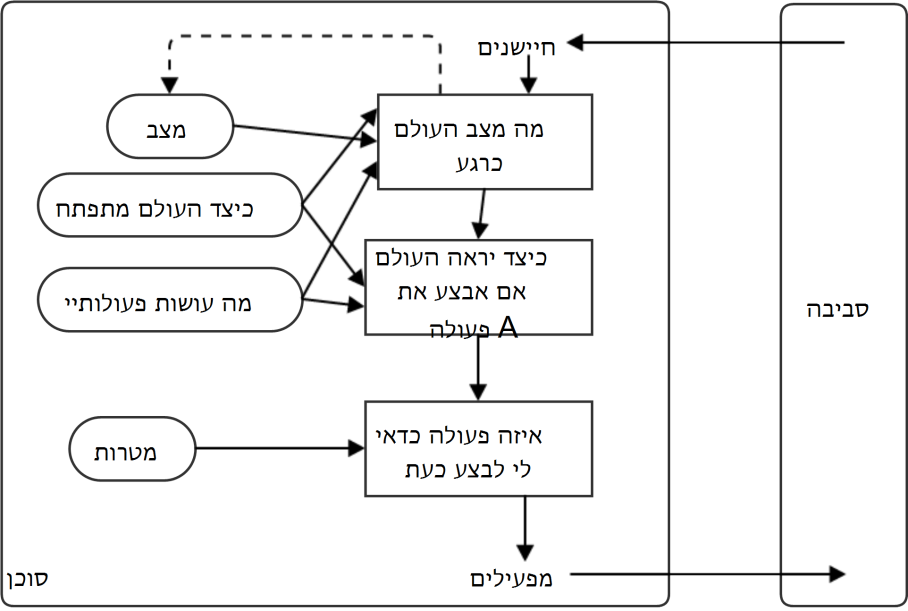 חיישנים
מה מצב העולם
כרגע
מצב
כיצד העולם מתפתח
כיצד יראה העולם
אם אבצע את
פעולה A
מה עושות פעולותיי
סביבה
איזה פעולה כדאי
לי לבצע כעת
מטרות
מפעילים
סוכן